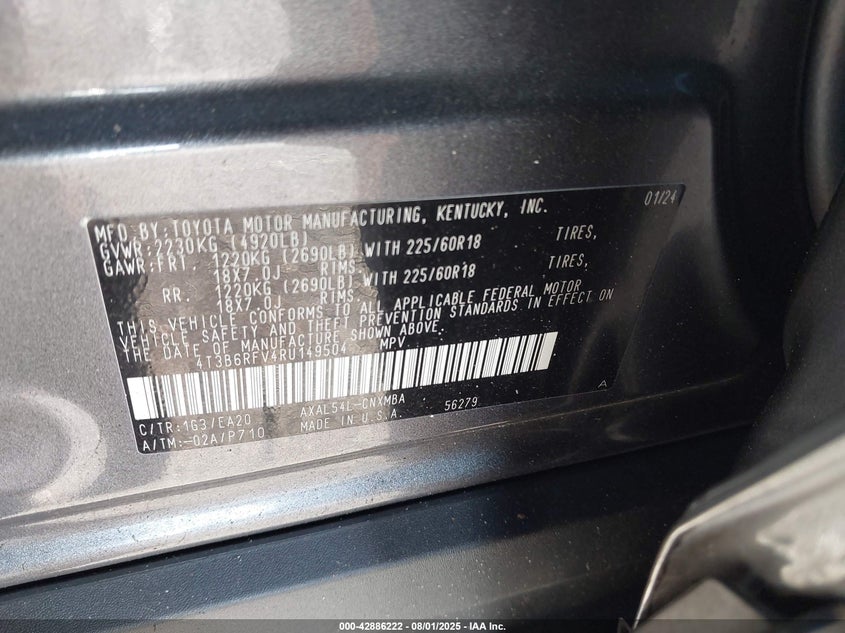 MFD BY: TOYOTA MOTOR MANUFACTURING, KENTUCKY, INC. 01/24
GVWR: 2230KG (4920LB)
GAWR: FRT. 1220KG (2690LB) WITH 225/60R18 TIRES,
18X7.0J RIMS,
RR. 1220KG (2690LB) WITH 225/60R18 TIRES,
18X7.0J RIMS.
THIS VEHICLE CONFORMS TO ALL APPLICABLE FEDERAL MOTOR
VEHICLE SAFETY AND THEFT PREVENTION STANDARDS IN EFFECT ON
THE DATE OF MANUFACTURE SHOWN ABOVE.
4T3B6RFV4RU149504 MPV
C/TR: 1G3/EA20 AXAL54L-CNXMBA 56279 A
A/TM: -02A/P710 MADE IN U.S.A.
000-42886222 — 08/01/2025 — IAA Inc.